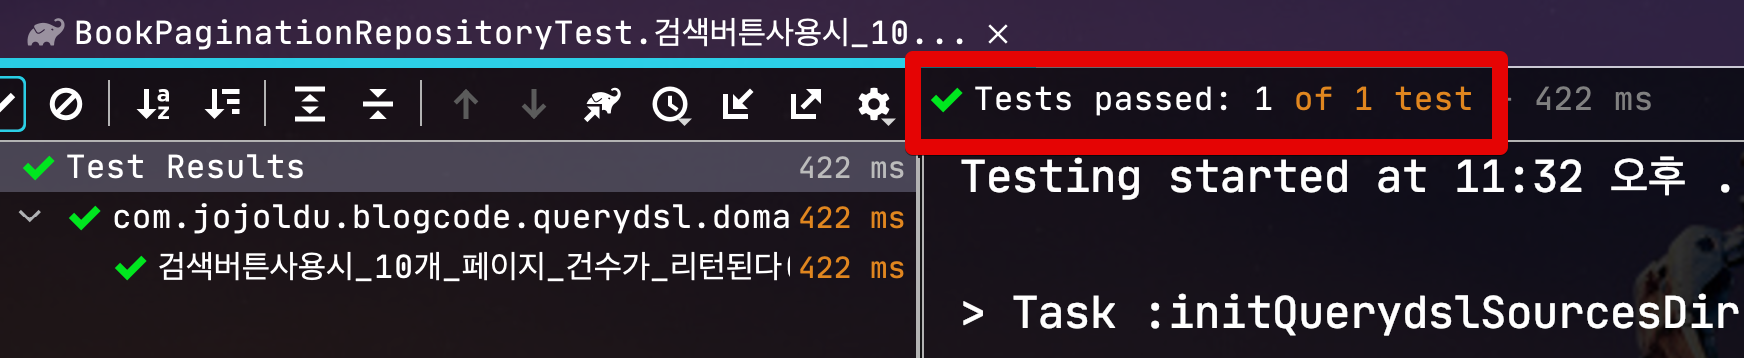 BookPaginationRepositoryTest.검색버튼사용시_10...
Tests passed: 1 of 1 test - 422 ms
Test Results 422 ms
com.jojoldu.blogcode.querydsl.doma 422 ms
검색버튼사용시_10개_페이지_건수가_리턴된다( 422 ms
Testing started at 11:32 오후 .
> Task :initQuerydslSourcesDir